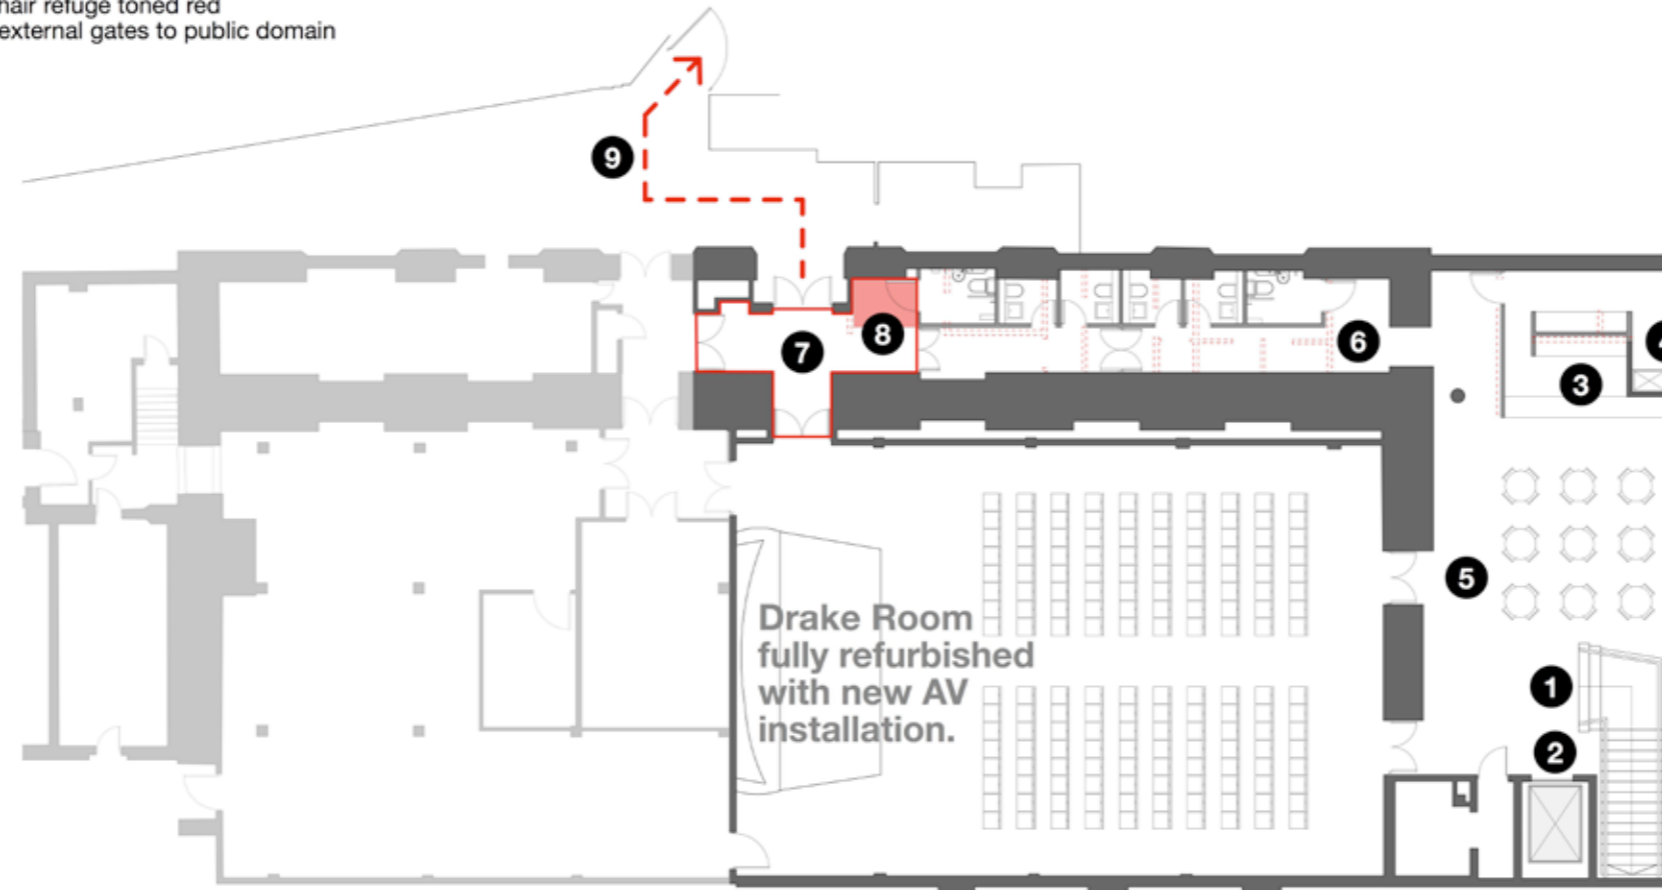 hair refuge toned red
external gates to public domain
9
8
7
6
3
4
5
Drake Room
fully refurbished
with new AV
installation.
1
2